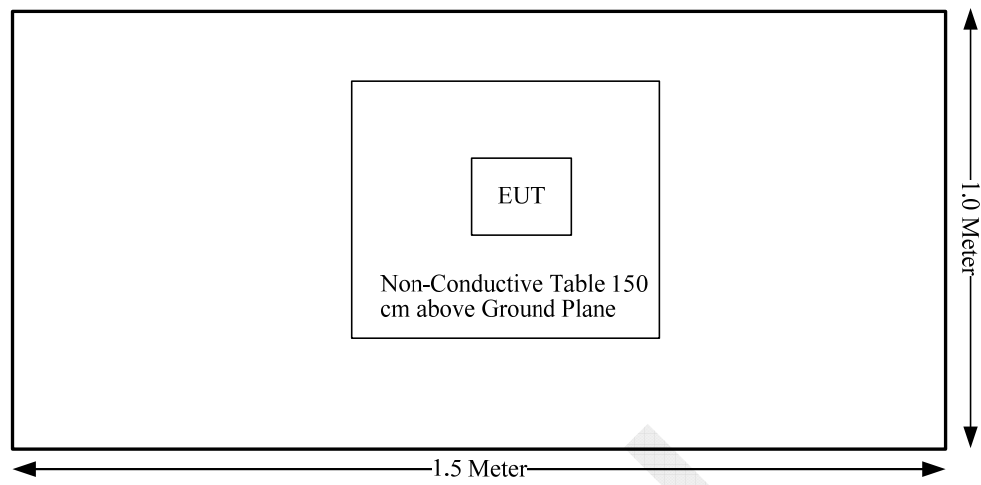 EUT
Non-Conductive Table 150
cm above Ground Plane
1.0 Meter
1.5 Meter